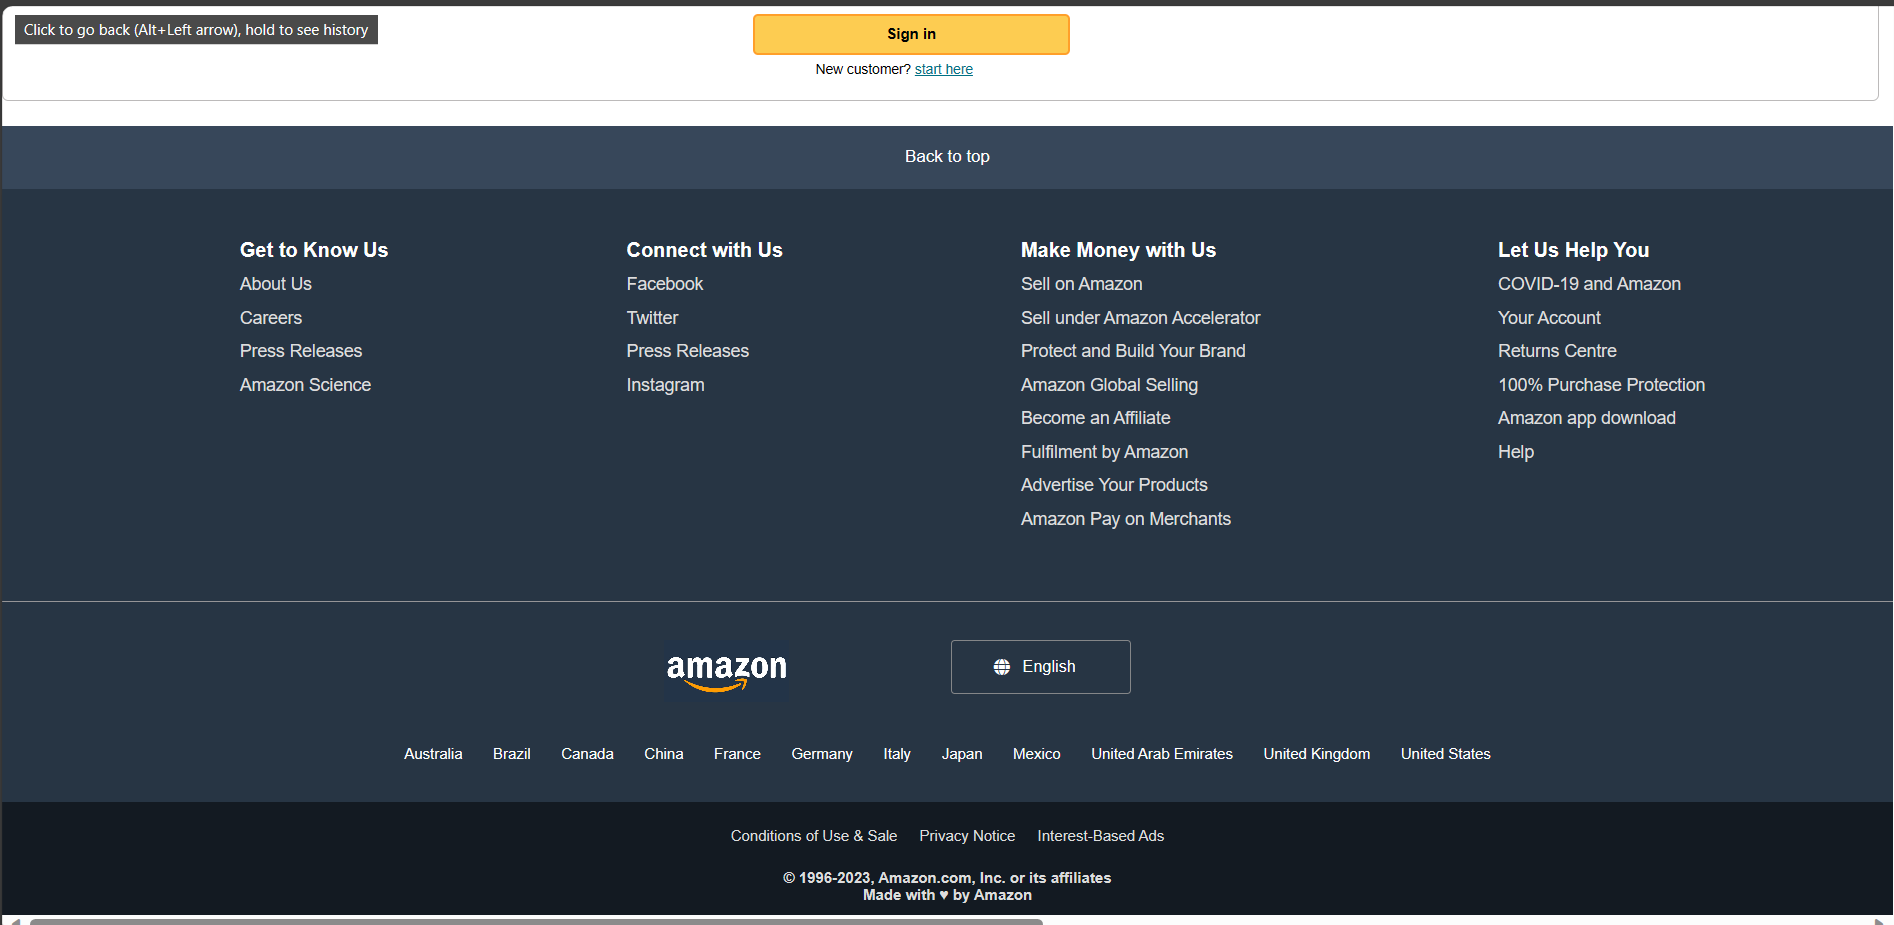 Click to go back (Alt+Left arrow), hold to see history
Sign in
New customer? start here
Back to top
Get to Know Us
About Us
Careers
Press Releases
Amazon Science
Connect with Us
Facebook
Twitter
Press Releases
Instagram
Make Money with Us
Sell on Amazon
Sell under Amazon Accelerator
Protect and Build Your Brand
Amazon Global Selling
Become an Affiliate
Fulfilment by Amazon
Advertise Your Products
Amazon Pay on Merchants
Let Us Help You
COVID-19 and Amazon
Your Account
Returns Centre
100% Purchase Protection
Amazon app download
Help
amazon
English
Australia Brazil Canada China France Germany Italy Japan Mexico United Arab Emirates United Kingdom United States
Conditions of Use & Sale Privacy Notice Interest-Based Ads
© 1996-2023, Amazon.com, Inc. or its affiliates
Made with ♥ by Amazon